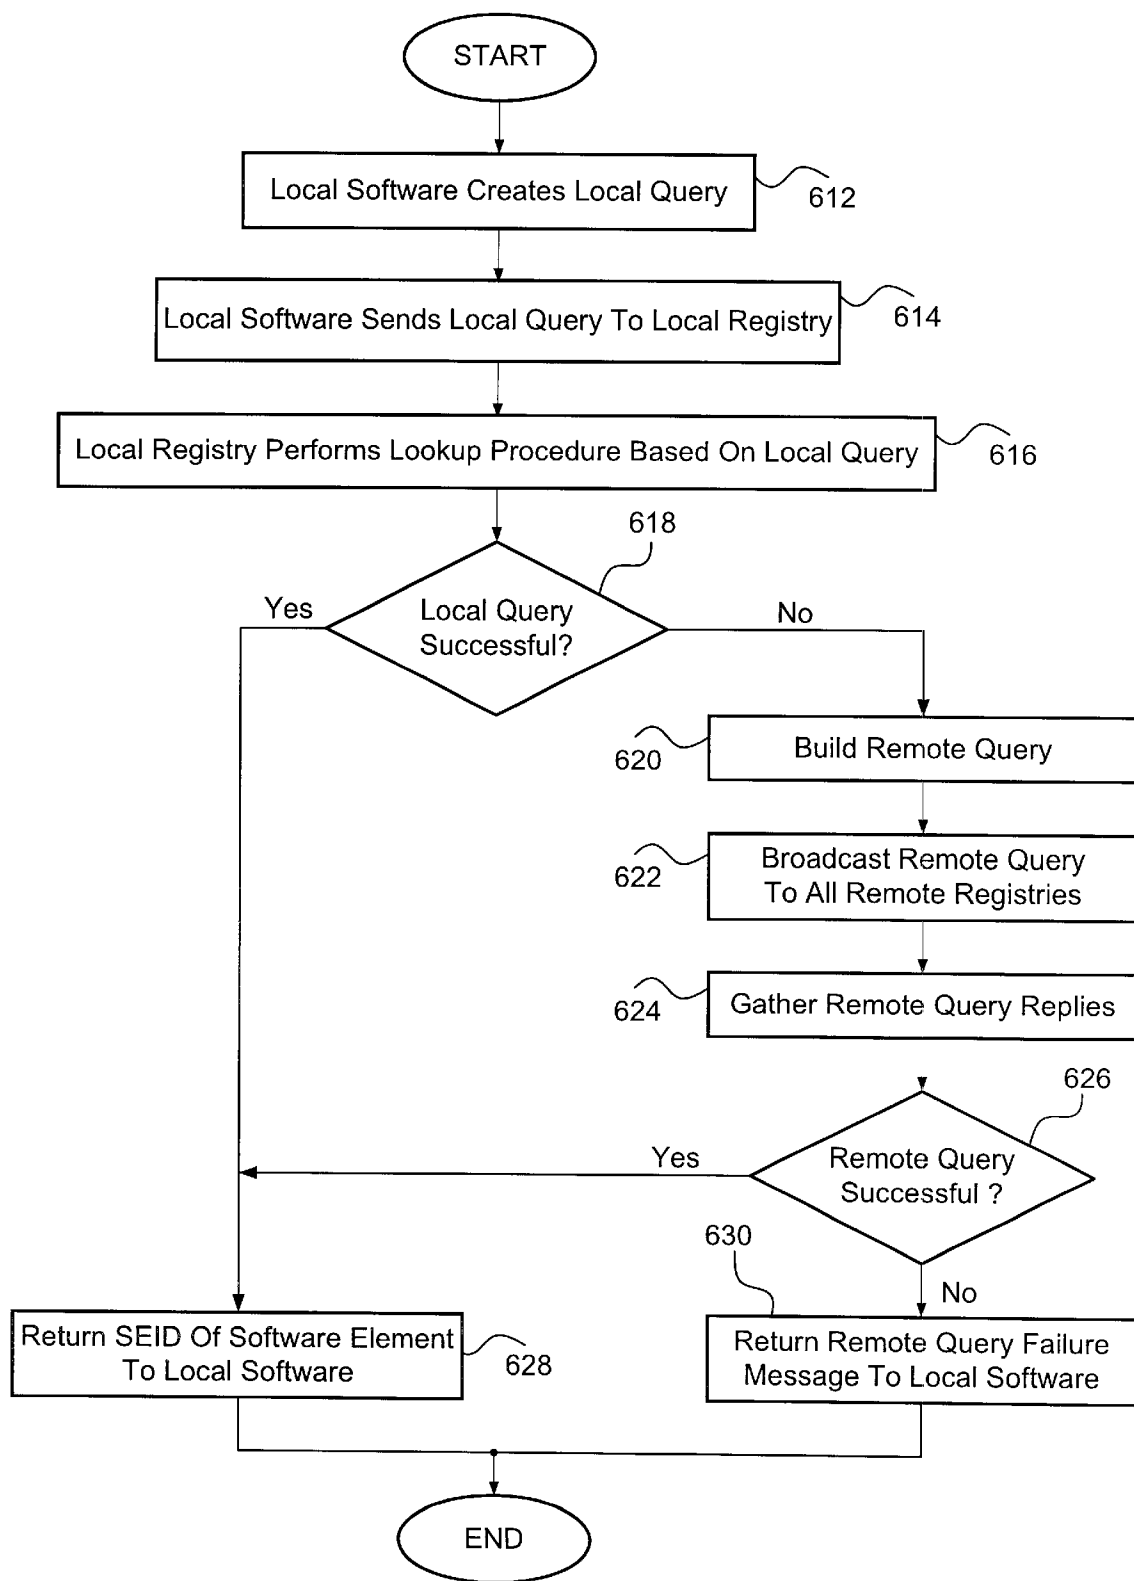 START
Local Software Creates Local Query
612
Local Software Sends Local Query To Local Registry
614
Local Registry Performs Lookup Procedure Based On Local Query
616
618
Yes
Local Query
Successful?
No
620
Build Remote Query
622
Broadcast Remote Query
To All Remote Registries
624
Gather Remote Query Replies
626
Yes
Remote Query
Successful ?
630
No
Return SEID Of Software Element
To Local Software
628
Return Remote Query Failure
Message To Local Software
END